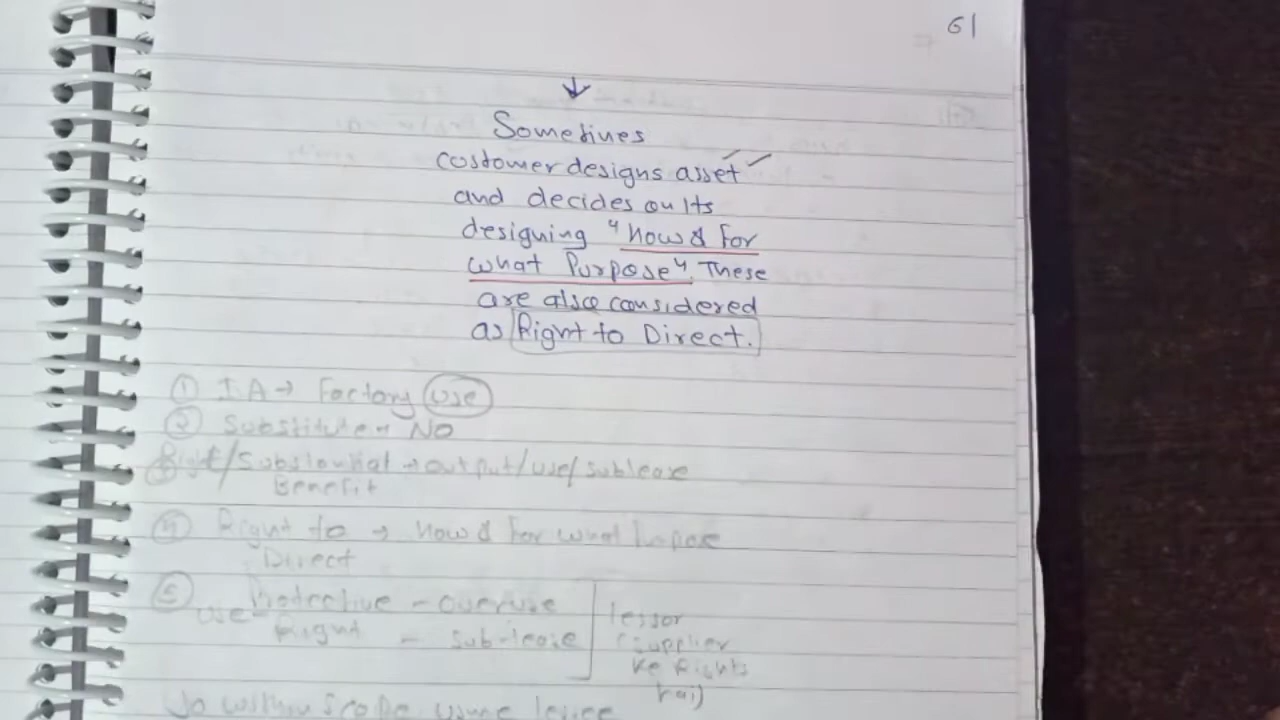 61
↓
Sometimes
customer designs asset
and decides on Its
designing "how & For
what Purpose". These
are also considered
as Right to Direct.
① I.A → Factory use
② Substitute → NO
③ Right/Substantial → output/use/sublease
Benefit
④ Right to → how & For what
Direct
⑤ Protective - overuse
use Right - sub-lease
lessor
(supplier
ke Rights
hai)